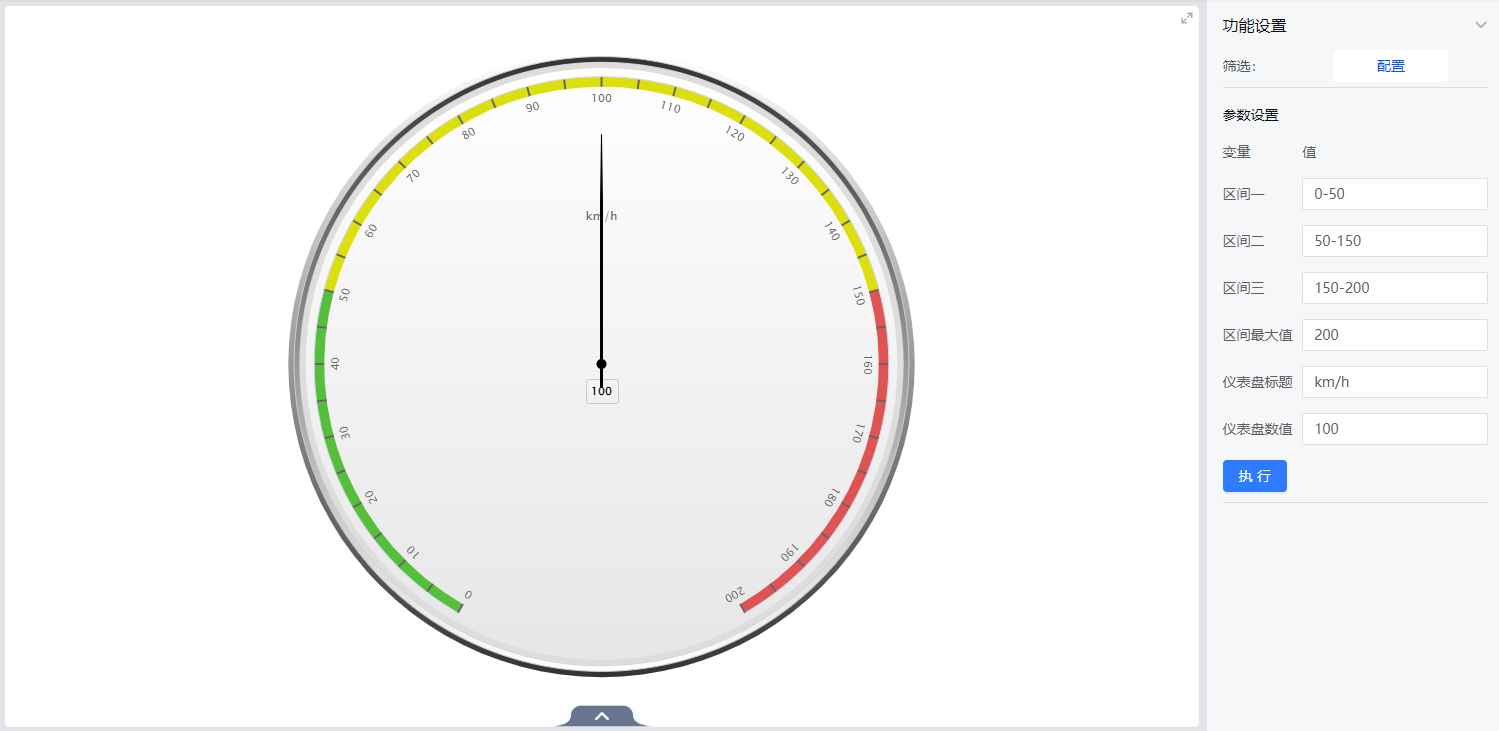 0
10
20
30
40
50
60
70
80
90
100
110
120
130
140
150
160
170
180
190
200
km/h
100
功能设置
筛选: 配置
参数设置
变量 值
区间一 0-50
区间二 50-150
区间三 150-200
区间最大值 200
仪表盘标题 km/h
仪表盘数值 100
执 行